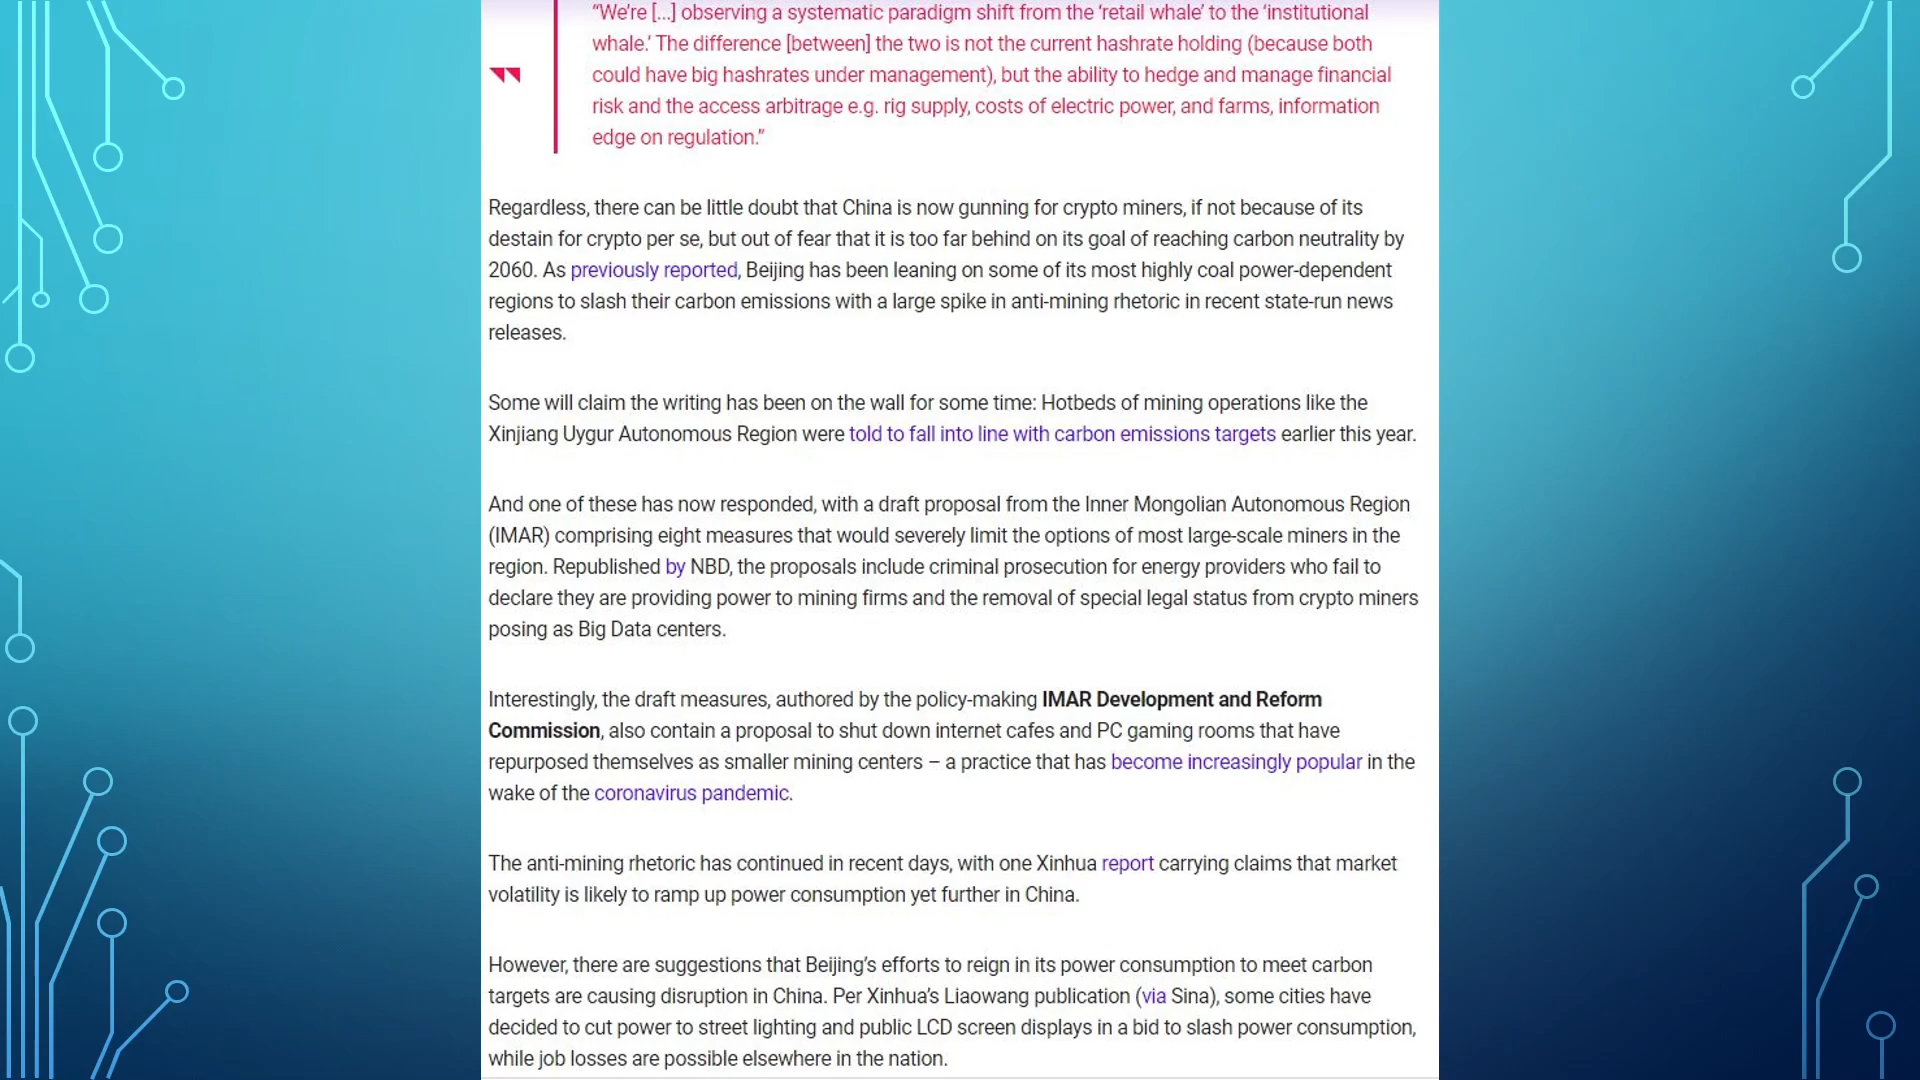 “We’re [...] observing a systematic paradigm shift from the ‘retail whale’ to the ‘institutional
whale.’ The difference [between] the two is not the current hashrate holding (because both
could have big hashrates under management), but the ability to hedge and manage financial
risk and the access arbitrage e.g. rig supply, costs of electric power, and farms, information
edge on regulation.”
Regardless, there can be little doubt that China is now gunning for crypto miners, if not because of its
destain for crypto per se, but out of fear that it is too far behind on its goal of reaching carbon neutrality by
2060. As previously reported, Beijing has been leaning on some of its most highly coal power-dependent
regions to slash their carbon emissions with a large spike in anti-mining rhetoric in recent state-run news
releases.
Some will claim the writing has been on the wall for some time: Hotbeds of mining operations like the
Xinjiang Uygur Autonomous Region were told to fall into line with carbon emissions targets earlier this year.
And one of these has now responded, with a draft proposal from the Inner Mongolian Autonomous Region
(IMAR) comprising eight measures that would severely limit the options of most large-scale miners in the
region. Republished by NBD, the proposals include criminal prosecution for energy providers who fail to
declare they are providing power to mining firms and the removal of special legal status from crypto miners
posing as Big Data centers.
Interestingly, the draft measures, authored by the policy-making IMAR Development and Reform
Commission, also contain a proposal to shut down internet cafes and PC gaming rooms that have
repurposed themselves as smaller mining centers – a practice that has become increasingly popular in the
wake of the coronavirus pandemic.
The anti-mining rhetoric has continued in recent days, with one Xinhua report carrying claims that market
volatility is likely to ramp up power consumption yet further in China.
However, there are suggestions that Beijing’s efforts to reign in its power consumption to meet carbon
targets are causing disruption in China. Per Xinhua’s Liaowang publication (via Sina), some cities have
decided to cut power to street lighting and public LCD screen displays in a bid to slash power consumption,
while job losses are possible elsewhere in the nation.